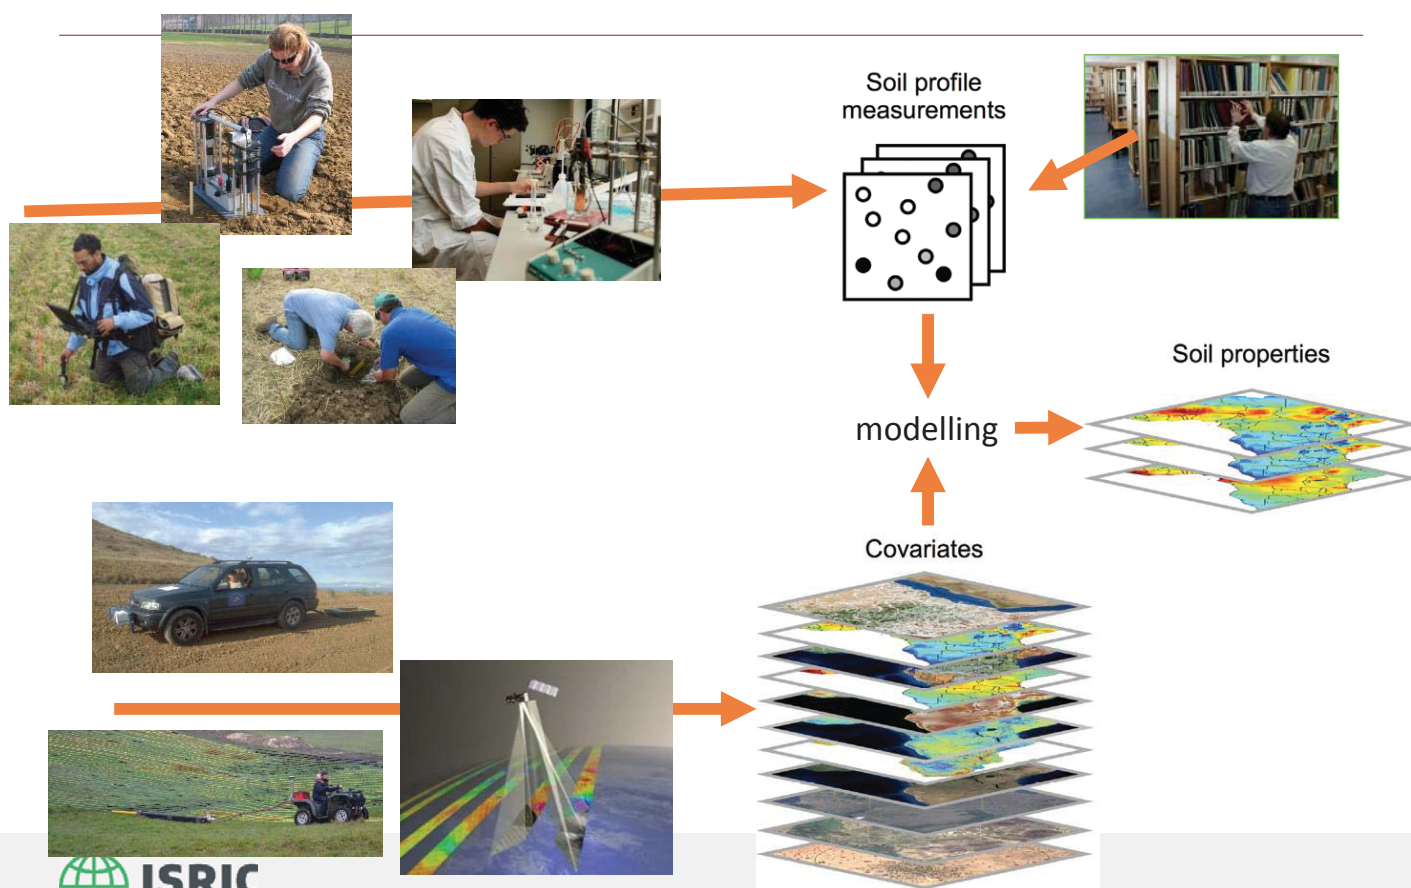 Soil profile
measurements
Soil properties
modelling
Covariates
ISRIC